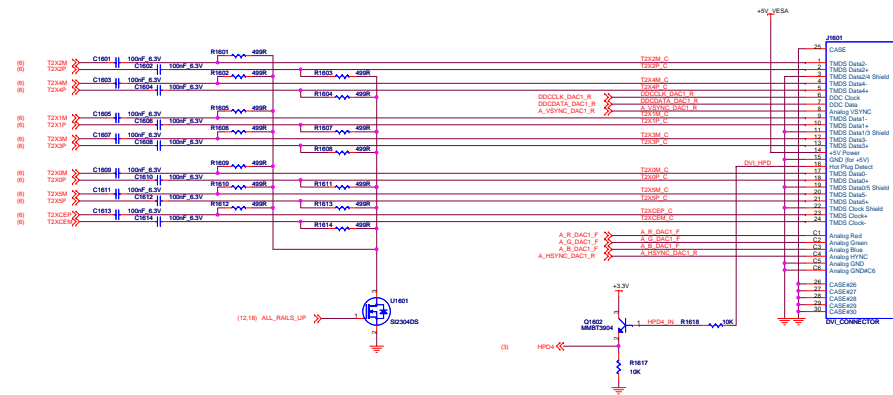 +5V_VESA
J1601
25 CASE
R1601 499R
(6) T2X2M C1601 100nF_6.3V T2X2M_C 1 TMDS Data2-
(6) T2X2P C1602 100nF_6.3V T2X2P_C 2 TMDS Data2+
R1602 499R R1603 499R 3 TMDS Data2/4 Shield
(6) T2X4M C1603 100nF_6.3V T2X4M_C 4 TMDS Data4-
(6) T2X4P C1604 100nF_6.3V T2X4P_C 5 TMDS Data4+
R1604 499R DDCCLK_DAC1_R DDCCLK_DAC1_R 6 DDC Clock
DDCDATA_DAC1_R DDCDATA_DAC1_R 7 DDC Data
R1605 499R A_VSYNC_DAC1_R A_VSYNC_DAC1_R 8 Analog VSYNC
(6) T2X1M C1605 100nF_6.3V T2X1M_C 9 TMDS Data1-
(6) T2X1P C1606 100nF_6.3V T2X1P_C 10 TMDS Data1+
R1606 499R R1607 499R 11 TMDS Data1/3 Shield
(6) T2X3M C1607 100nF_6.3V T2X3M_C 12 TMDS Data3-
(6) T2X3P C1608 100nF_6.3V T2X3P_C 13 TMDS Data3+
R1608 499R 14 +5V Power
15 GND (for +5V)
R1609 499R DVI_HPD 16 Hot Plug Detect
(6) T2X0M C1609 100nF_6.3V T2X0M_C 17 TMDS Data0-
(6) T2X0P C1610 100nF_6.3V T2X0P_C 18 TMDS Data0+
R1610 499R R1611 499R 19 TMDS Data0/5 Shield
(6) T2X5M C1611 100nF_6.3V T2X5M_C 20 TMDS Data5-
(6) T2X5P C1612 100nF_6.3V T2X5P_C 21 TMDS Data5+
R1612 499R R1613 499R 22 TMDS Clock Shield
(6) T2XCEP C1613 100nF_6.3V T2XCEP_C 23 TMDS Clock+
(6) T2XCEM C1614 100nF_6.3V T2XCEM_C 24 TMDS Clock-
R1614 499R
A_R_DAC1_F A_R_DAC1_F C1 Analog Red
A_G_DAC1_F A_G_DAC1_F C2 Analog Green
A_B_DAC1_F A_B_DAC1_F C3 Analog Blue
A_HSYNC_DAC1_R A_HSYNC_DAC1_R C4 Analog HYNC
C5 Analog GND
C6 Analog GND#C6
26 CASE#26
27 CASE#27
28 CASE#28
29 CASE#29
30 CASE#30
DVI_CONNECTOR
3
U1601
(12,18) ALL_RAILS_UP 1
SI2304DS
2
+3.3V
3
Q1602
MMBT3904
1 HPD4_IN R1618 10K
2
(3) HPD4
R1617
10K